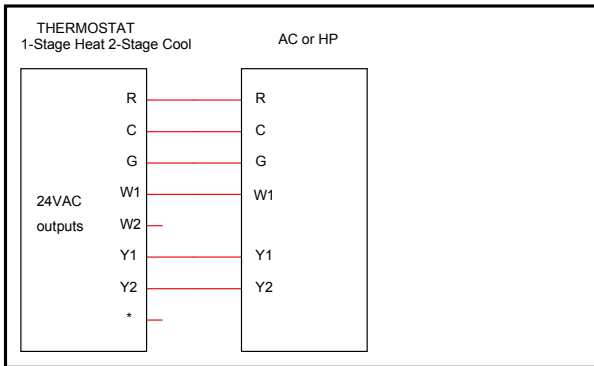 THERMOSTAT
1-Stage Heat 2-Stage Cool
AC or HP
R
C
G
W1
W2
Y1
Y2
*
24VAC
outputs
R
C
G
W1
Y1
Y2